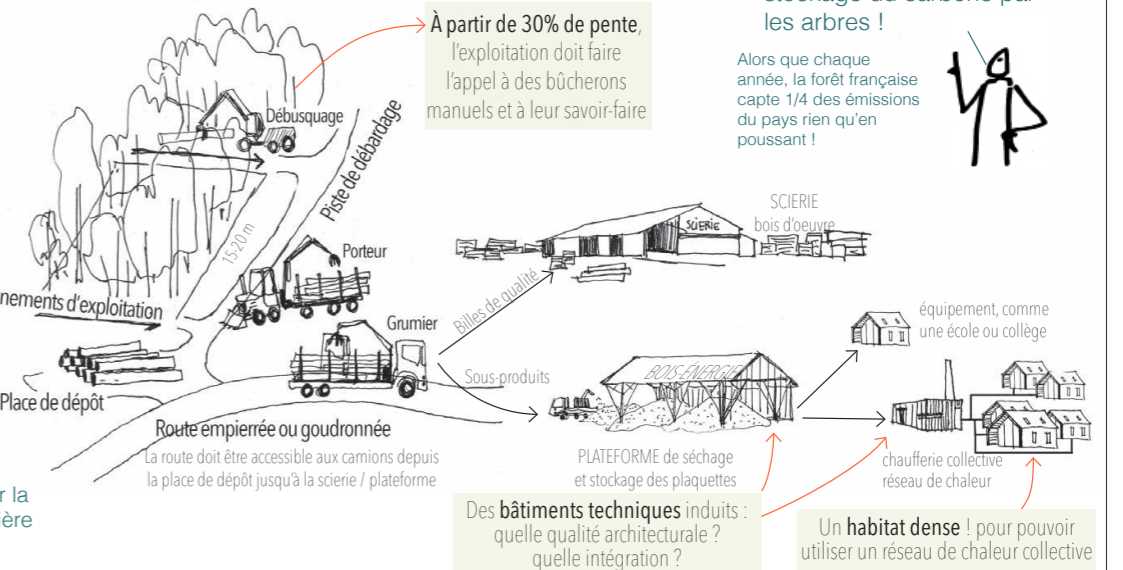 les arbres !
Alors que chaque
année, la forêt française
capte 1/4 des émissions
du pays rien qu'en
poussant !
À partir de 30% de pente,
l'exploitation doit faire
l'appel à des bûcherons
manuels et à leur savoir-faire
Débusquage
Piste de débardage
15-20 m
Porteur
nements d'exploitation
Grumier
Place de dépôt
Route empierrée ou goudronnée
La route doit être accessible aux camions depuis
la place de dépôt jusqu'à la scierie / plateforme
Billes de qualité
Sous-produits
SCIERIE
bois d'oeuvre
SCIERIE
BOIS-ÉNERGIE
PLATEFORME de séchage
et stockage des plaquettes
équipement, comme
une école ou collège
chaufferie collective
réseau de chaleur
Des bâtiments techniques induits :
quelle qualité architecturale ?
quelle intégration ?
Un habitat dense ! pour pouvoir
utiliser un réseau de chaleur collective
r la
ière